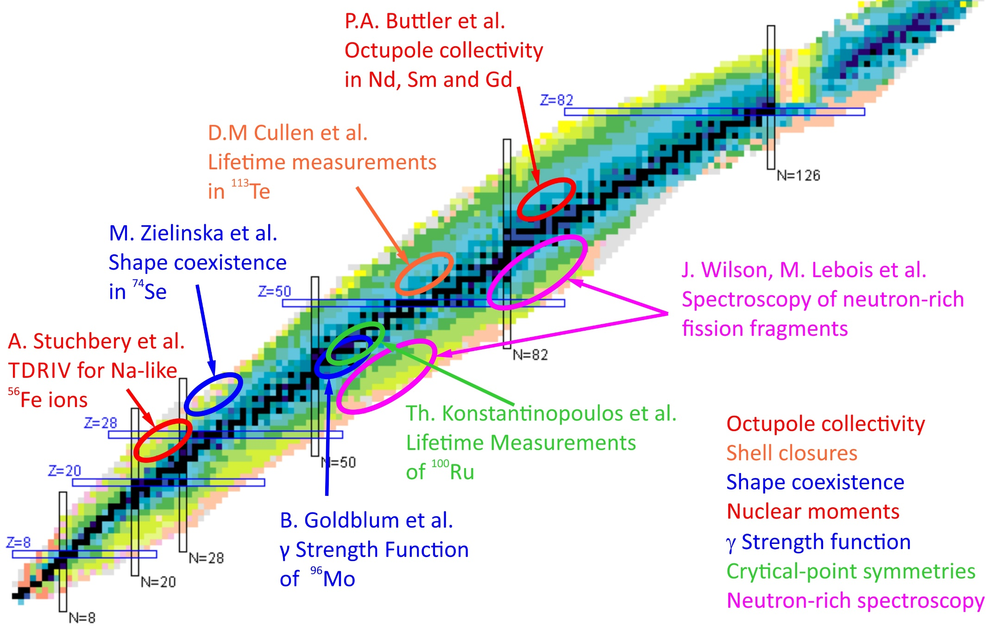 P.A. Buttler et al.
Octupole collectivity
in Nd, Sm and Gd
Z=82
D.M Cullen et al.
Lifetime measurements
in ¹¹³Te
N=126
M. Zielinska et al.
Shape coexistence
in ⁷⁴Se
Z=50
J. Wilson, M. Lebois et al.
Spectroscopy of neutron-rich
fission fragments
A. Stuchbery et al.
TDRIV for Na-like
⁵⁶Fe ions
N=82
Z=28
Th. Konstantinopoulos et al.
Lifetime Measurements
of ¹⁰⁰Ru
N=50
Z=20
B. Goldblum et al.
γ Strength Function
of ⁹⁶Mo
Z=8
N=28
N=20
N=8
Octupole collectivity
Shell closures
Shape coexistence
Nuclear moments
γ Strength function
Crytical-point symmetries
Neutron-rich spectroscopy